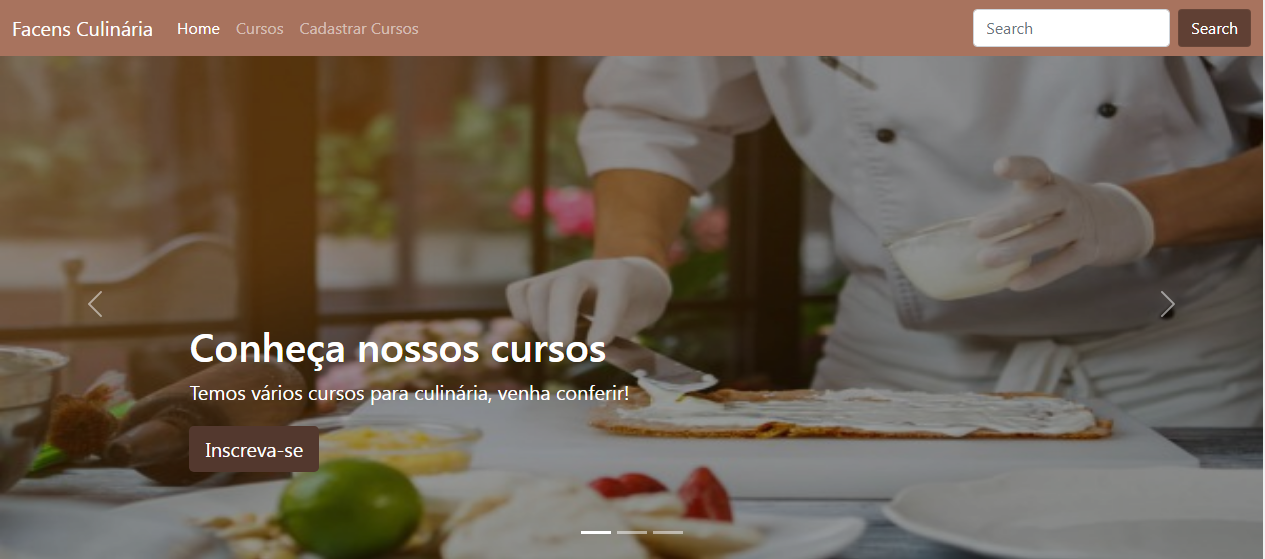 Facens Culinária Home Cursos Cadastrar Cursos Search Search
Conheça nossos cursos
Temos vários cursos para culinária, venha conferir!
Inscreva-se